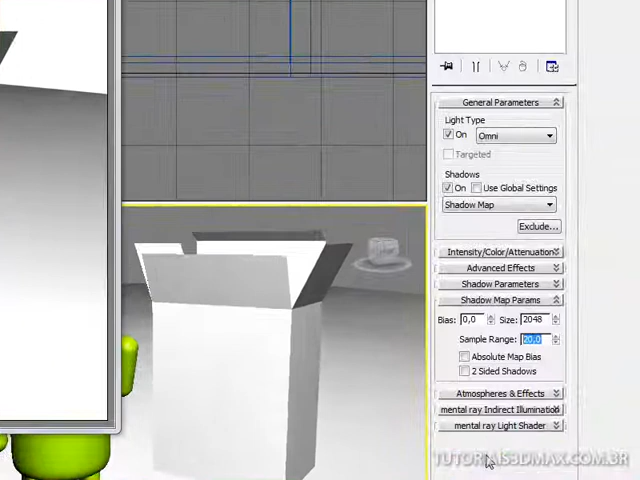 General Parameters
Light Type
On
Omni
Targeted
Shadows
On
Use Global Settings
Shadow Map
Exclude...
Intensity/Color/Attenuation
Advanced Effects
Shadow Parameters
Shadow Map Params
Bias: 0,0 Size: 2048
Sample Range: 20,0
Absolute Map Bias
2 Sided Shadows
Atmospheres & Effects
mental ray Indirect Illumination
mental ray Light Shader
TUTORIAIS3DMAX.COM.BR